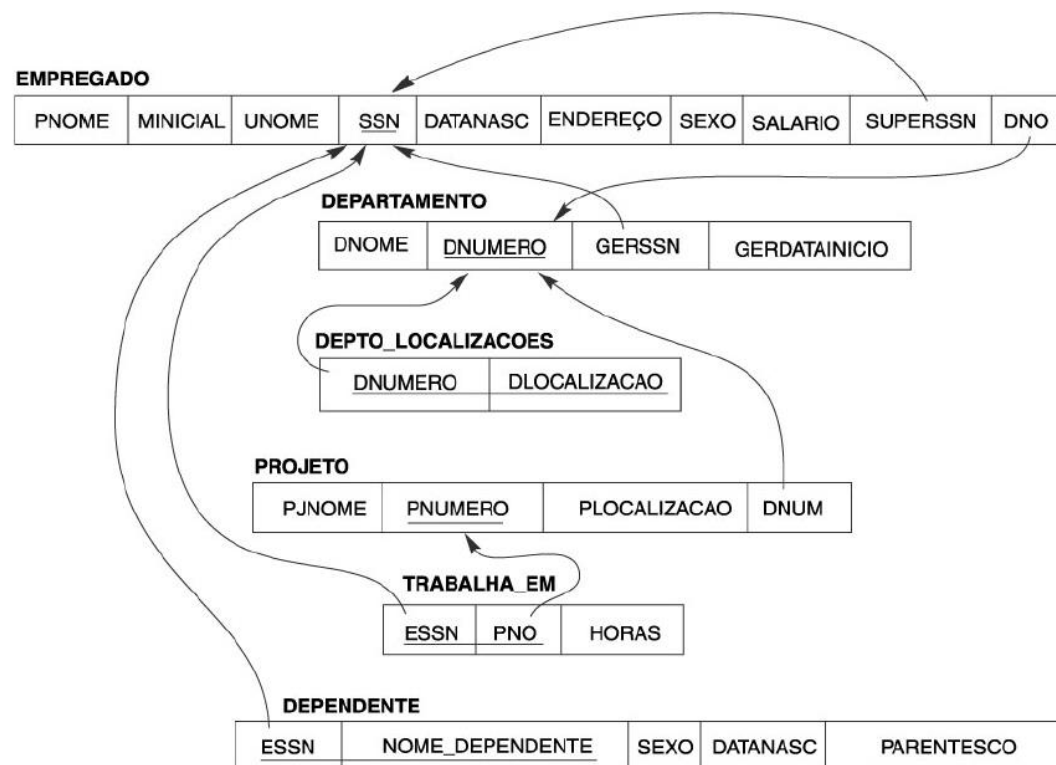 EMPREGADO
PNOME MINICIAL UNOME SSN DATANASC ENDEREÇO SEXO SALARIO SUPERSSN DNO
DEPARTAMENTO
DNOME DNUMERO GERSSN GERDATAINICIO
DEPTO_LOCALIZACOES
DNUMERO DLOCALIZACAO
PROJETO
PJNOME PNUMERO PLOCALIZACAO DNUM
TRABALHA_EM
ESSN PNO HORAS
DEPENDENTE
ESSN NOME_DEPENDENTE SEXO DATANASC PARENTESCO